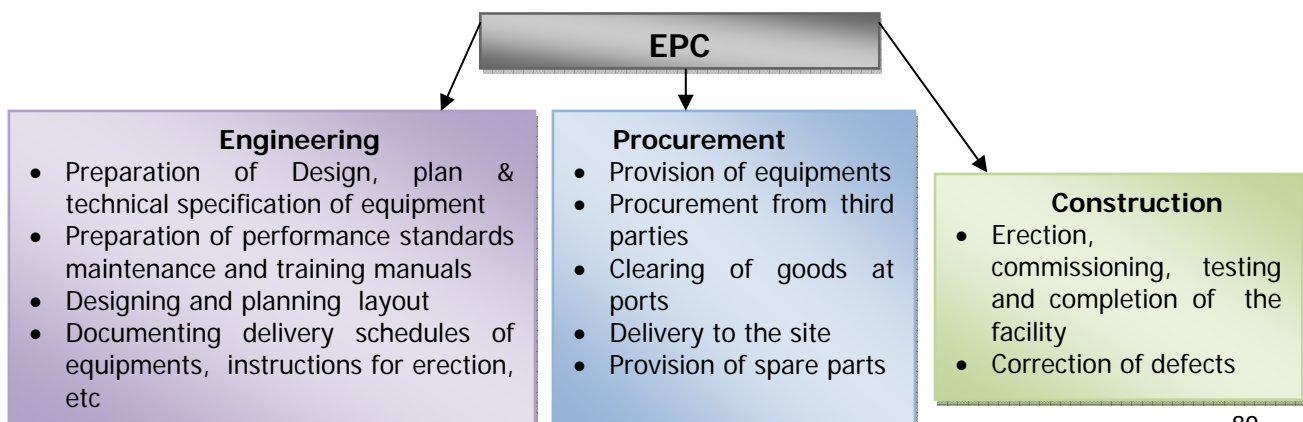 EPC
Engineering
• Preparation of Design, plan &
technical specification of equipment
• Preparation of performance standards
maintenance and training manuals
• Designing and planning layout
• Documenting delivery schedules of
equipments, instructions for erection,
etc
Procurement
• Provision of equipments
• Procurement from third
parties
• Clearing of goods at
ports
• Delivery to the site
• Provision of spare parts
Construction
• Erection,
commissioning, testing
and completion of the
facility
• Correction of defects